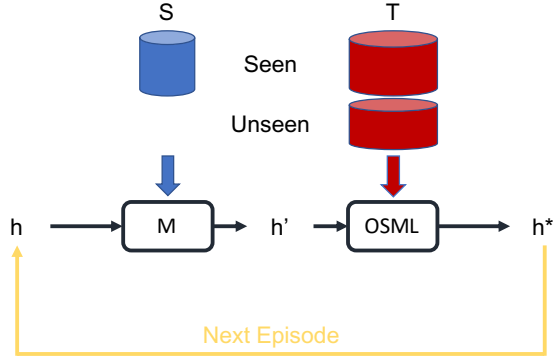 S T
Seen
Unseen
h M h' OSML h*
Next Episode